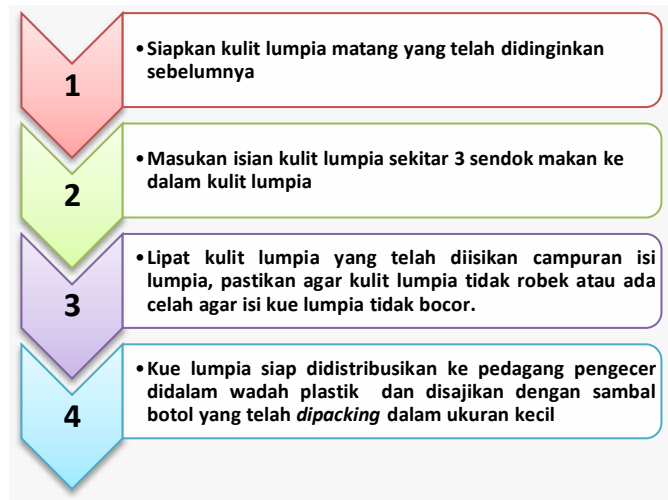 1
•Siapkan kulit lumpia matang yang telah didinginkan
sebelumnya
2
•Masukan isian kulit lumpia sekitar 3 sendok makan ke
dalam kulit lumpia
3
•Lipat kulit lumpia yang telah diisikan campuran isi
lumpia, pastikan agar kulit lumpia tidak robek atau ada
celah agar isi kue lumpia tidak bocor.
4
•Kue lumpia siap didistribusikan ke pedagang pengecer
didalam wadah plastik dan disajikan dengan sambal
botol yang telah dipacking dalam ukuran kecil